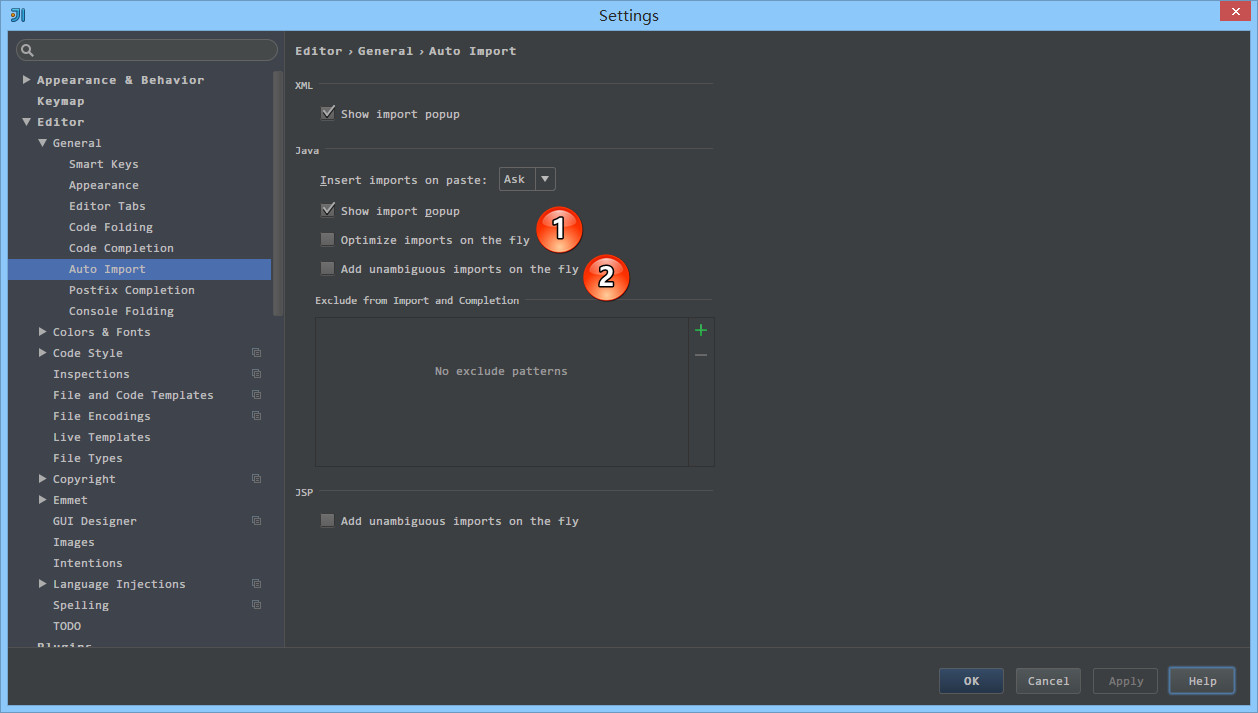 Settings
Editor › General › Auto Import
Appearance & Behavior
Keymap
Editor
General
Smart Keys
Appearance
Editor Tabs
Code Folding
Code Completion
Auto Import
Postfix Completion
Console Folding
Colors & Fonts
Code Style
Inspections
File and Code Templates
File Encodings
Live Templates
File Types
Copyright
Emmet
GUI Designer
Images
Intentions
Language Injections
Spelling
TODO
Plugins
XML
Show import popup
Java
Insert imports on paste: Ask
Show import popup
Optimize imports on the fly 1
Add unambiguous imports on the fly 2
Exclude from Import and Completion
No exclude patterns
JSP
Add unambiguous imports on the fly
OK Cancel Apply Help